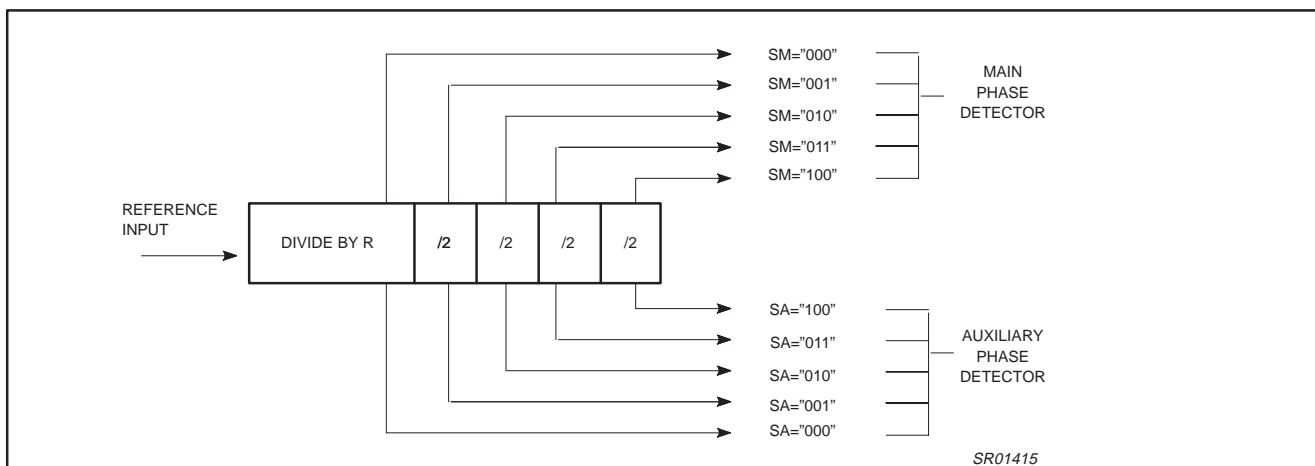 SM=”000”
SM=”001”
SM=”010”
SM=”011”
SM=”100”
MAIN
PHASE
DETECTOR
REFERENCE
INPUT
DIVIDE BY R
/2
/2
/2
/2
SA=”100”
SA=”011”
SA=”010”
SA=”001”
SA=”000”
AUXILIARY
PHASE
DETECTOR
SR01415